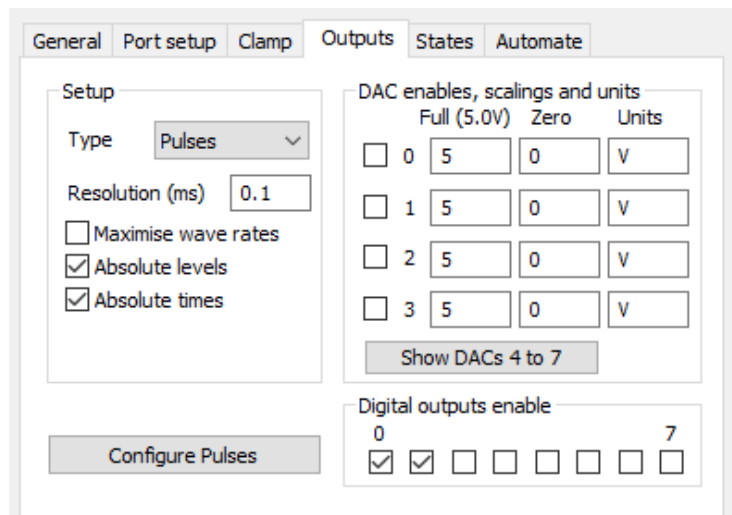 General Port setup Clamp Outputs States Automate
Setup
Type Pulses
Resolution (ms) 0.1
Maximise wave rates
Absolute levels
Absolute times
Configure Pulses
DAC enables, scalings and units
Full (5.0V) Zero Units
0 5 0 V
1 5 0 V
2 5 0 V
3 5 0 V
Show DACs 4 to 7
Digital outputs enable
0 7